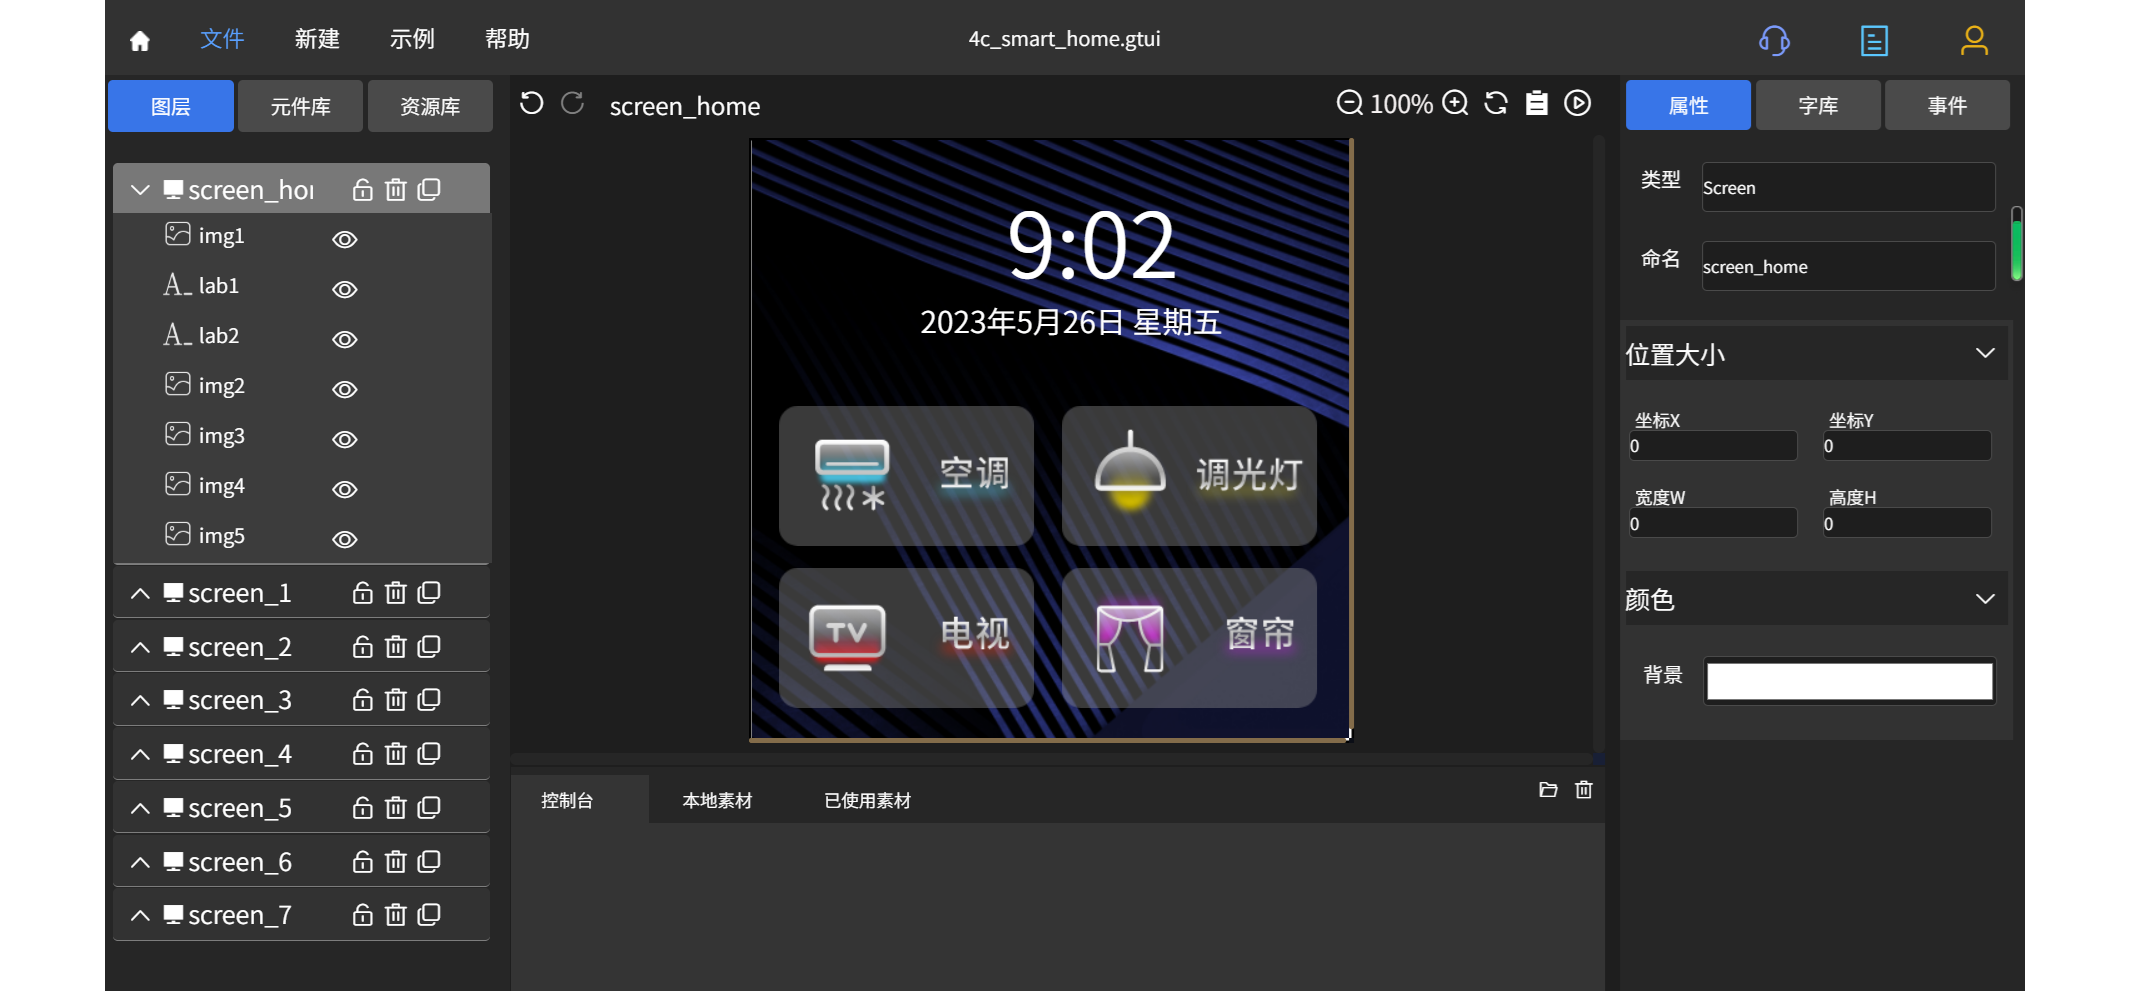 文件 新建 示例 帮助 4c_smart_home.gtui
图层 元件库 资源库
screen_hor
img1
lab1
lab2
img2
img3
img4
img5
screen_1
screen_2
screen_3
screen_4
screen_5
screen_6
screen_7
screen_home 100%
9:02
2023年5月26日 星期五
空调 调光灯
TV 电视 窗帘
控制台 本地素材 已使用素材
属性 字库 事件
类型 Screen
命名 screen_home
位置大小
坐标X 坐标Y
0 0
宽度W 高度H
0 0
颜色
背景